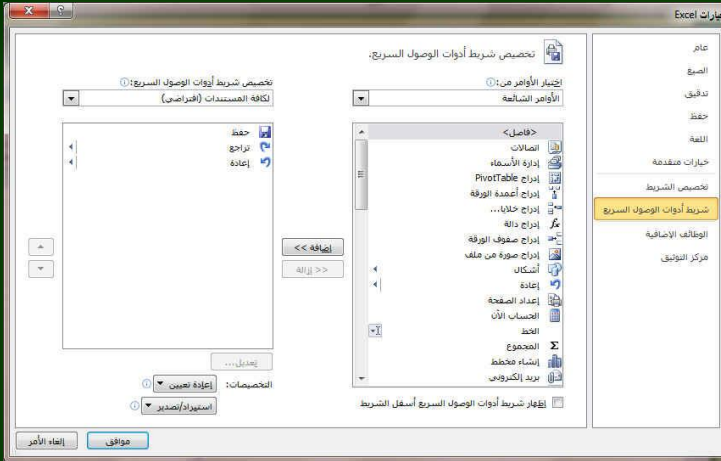 خيارات Excel
عام
الصيغ
تدقيق
حفظ
اللغة
خيارات متقدمة
تخصيص الشريط
شريط أدوات الوصول السريع
الوظائف الإضافية
مركز التوثيق
تخصيص شريط أدوات الوصول السريع.
اختيار الأوامر من:
الأوامر الشائعة
<فاصل>
اتصالات
إدارة الأسماء
إدراج PivotTable
إدراج أعمدة الورقة
إدراج خلايا...
إدراج دالة
إدراج صفوف الورقة
إدراج صورة من ملف
أشكال
إعادة
إعداد الصفحة
الحساب الآن
الخط
المجموع
إنشاء مخطط
بريد إلكتروني
إظهار شريط أدوات الوصول السريع أسفل الشريط
إضافة >>
<< إزالة
تخصيص شريط أدوات الوصول السريع:
لكافة المستندات (افتراضي)
حفظ
تراجع
إعادة
تعديل...
التخصيصات:
إعادة تعيين
استيراد/تصدير
موافق
إلغاء الأمر